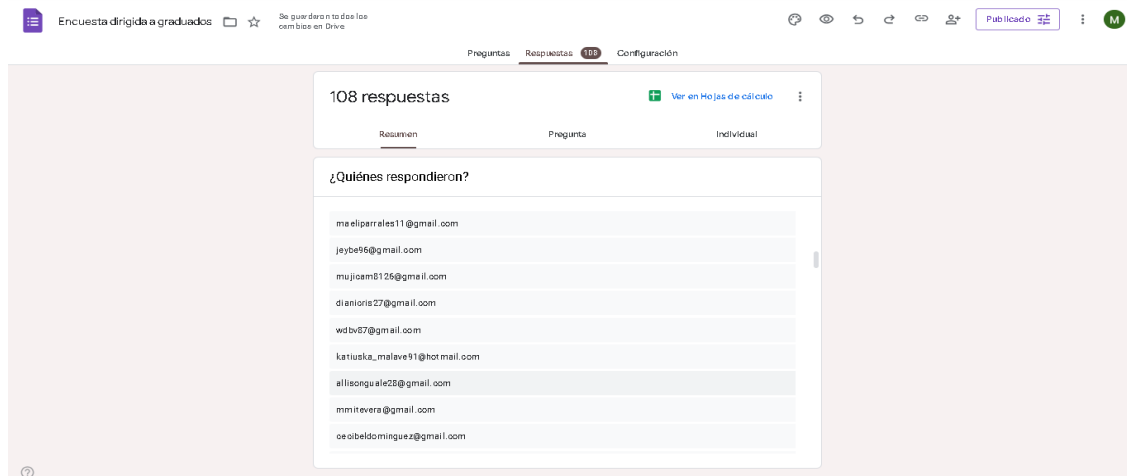 Encuesta dirigida a graduados
Se guardaron todos los
cambios en Drive
Publicado
M
Preguntas
Respuestas 108
Configuración
108 respuestas
Ver en Hojas de cálculo
Resumen
Pregunta
Individual
¿Quiénes respondieron?
maeliparrales11@gmail.com
jeybe96@gmail.com
mujicam8126@gmail.com
dianioris27@gmail.com
wdbv87@gmail.com
katiuska_malave91@hotmail.com
allisonguale28@gmail.com
mmitevera@gmail.com
cecibeldominguez@gmail.com